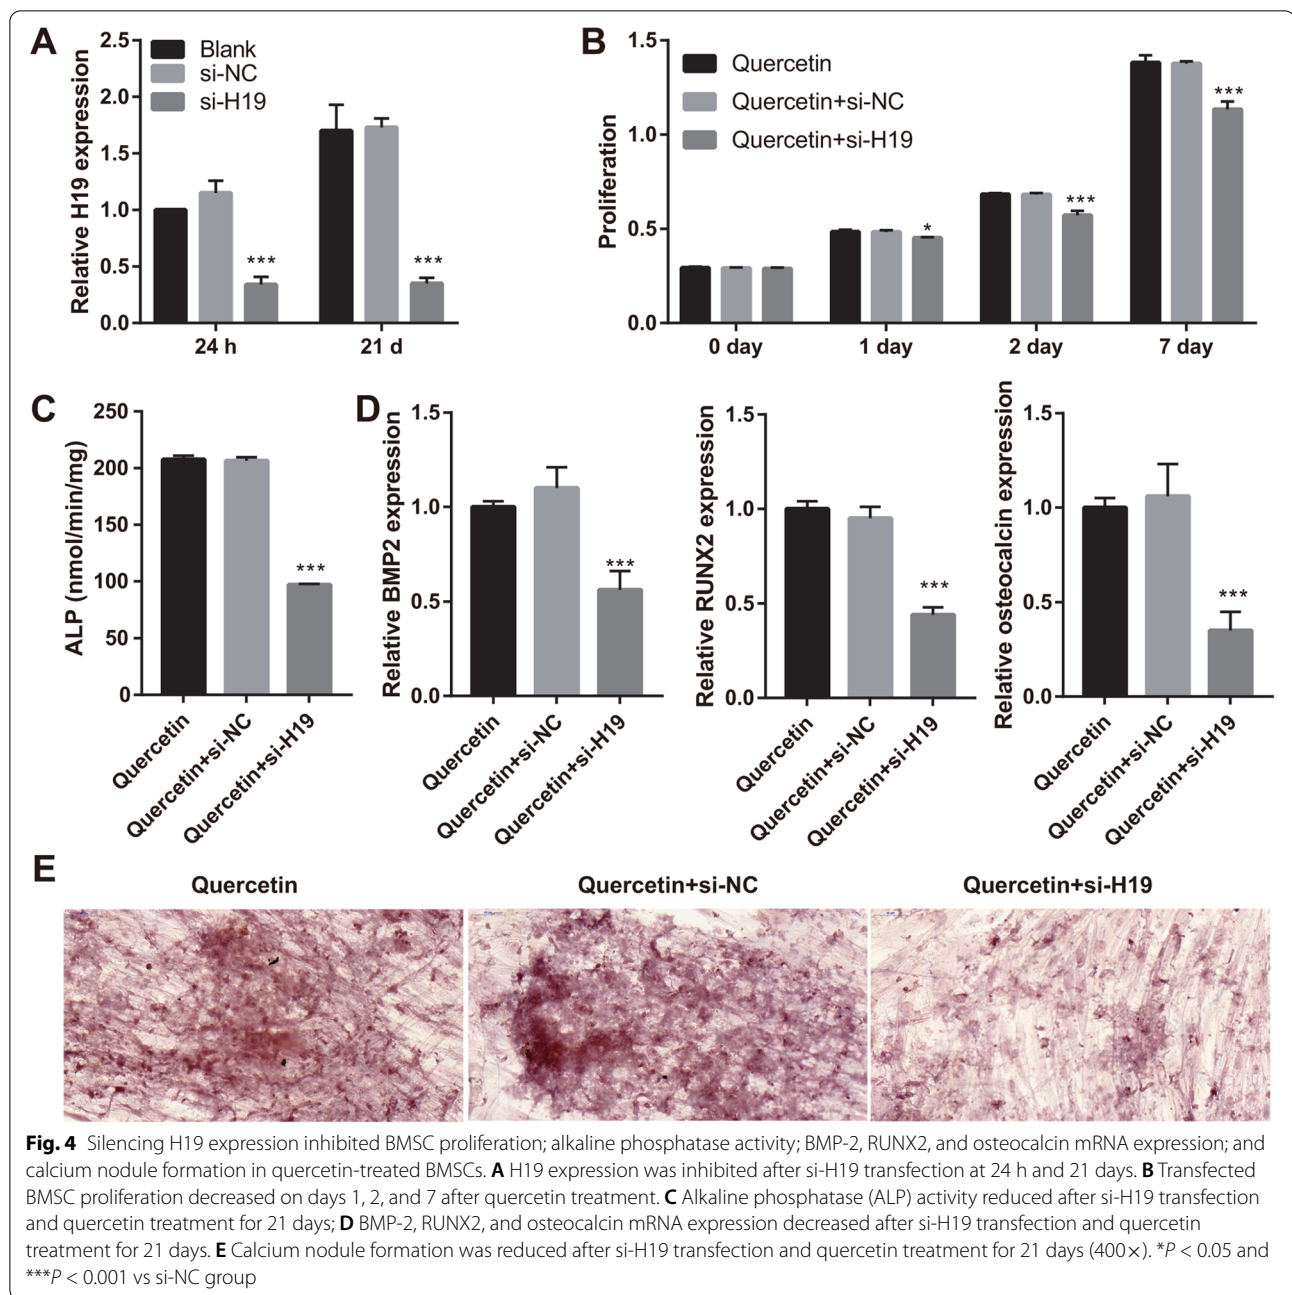 A
Relative H19 expression
2.5
2.0
1.5
1.0
0.5
0.0
Blank
si-NC
si-H19
***
***
24 h
21 d
B
Proliferation
1.5
1.0
0.5
0.0
Quercetin
Quercetin+si-NC
Quercetin+si-H19
*
***
***
0 day
1 day
2 day
7 day
C
ALP (nmol/min/mg)
250
200
150
100
50
0
***
Quercetin
Quercetin+si-NC
Quercetin+si-H19
D
Relative BMP2 expression
1.5
1.0
0.5
0.0
***
Quercetin
Quercetin+si-NC
Quercetin+si-H19
Relative RUNX2 expression
1.5
1.0
0.5
0.0
***
Quercetin
Quercetin+si-NC
Quercetin+si-H19
Relative osteocalcin expression
1.5
1.0
0.5
0.0
***
Quercetin
Quercetin+si-NC
Quercetin+si-H19
E
Quercetin
Quercetin+si-NC
Quercetin+si-H19
Fig. 4 Silencing H19 expression inhibited BMSC proliferation; alkaline phosphatase activity; BMP-2, RUNX2, and osteocalcin mRNA expression; and
calcium nodule formation in quercetin-treated BMSCs. A H19 expression was inhibited after si-H19 transfection at 24 h and 21 days. B Transfected
BMSC proliferation decreased on days 1, 2, and 7 after quercetin treatment. C Alkaline phosphatase (ALP) activity reduced after si-H19 transfection
and quercetin treatment for 21 days; D BMP-2, RUNX2, and osteocalcin mRNA expression decreased after si-H19 transfection and quercetin
treatment for 21 days. E Calcium nodule formation was reduced after si-H19 transfection and quercetin treatment for 21 days (400×). *P < 0.05 and
***P < 0.001 vs si-NC group